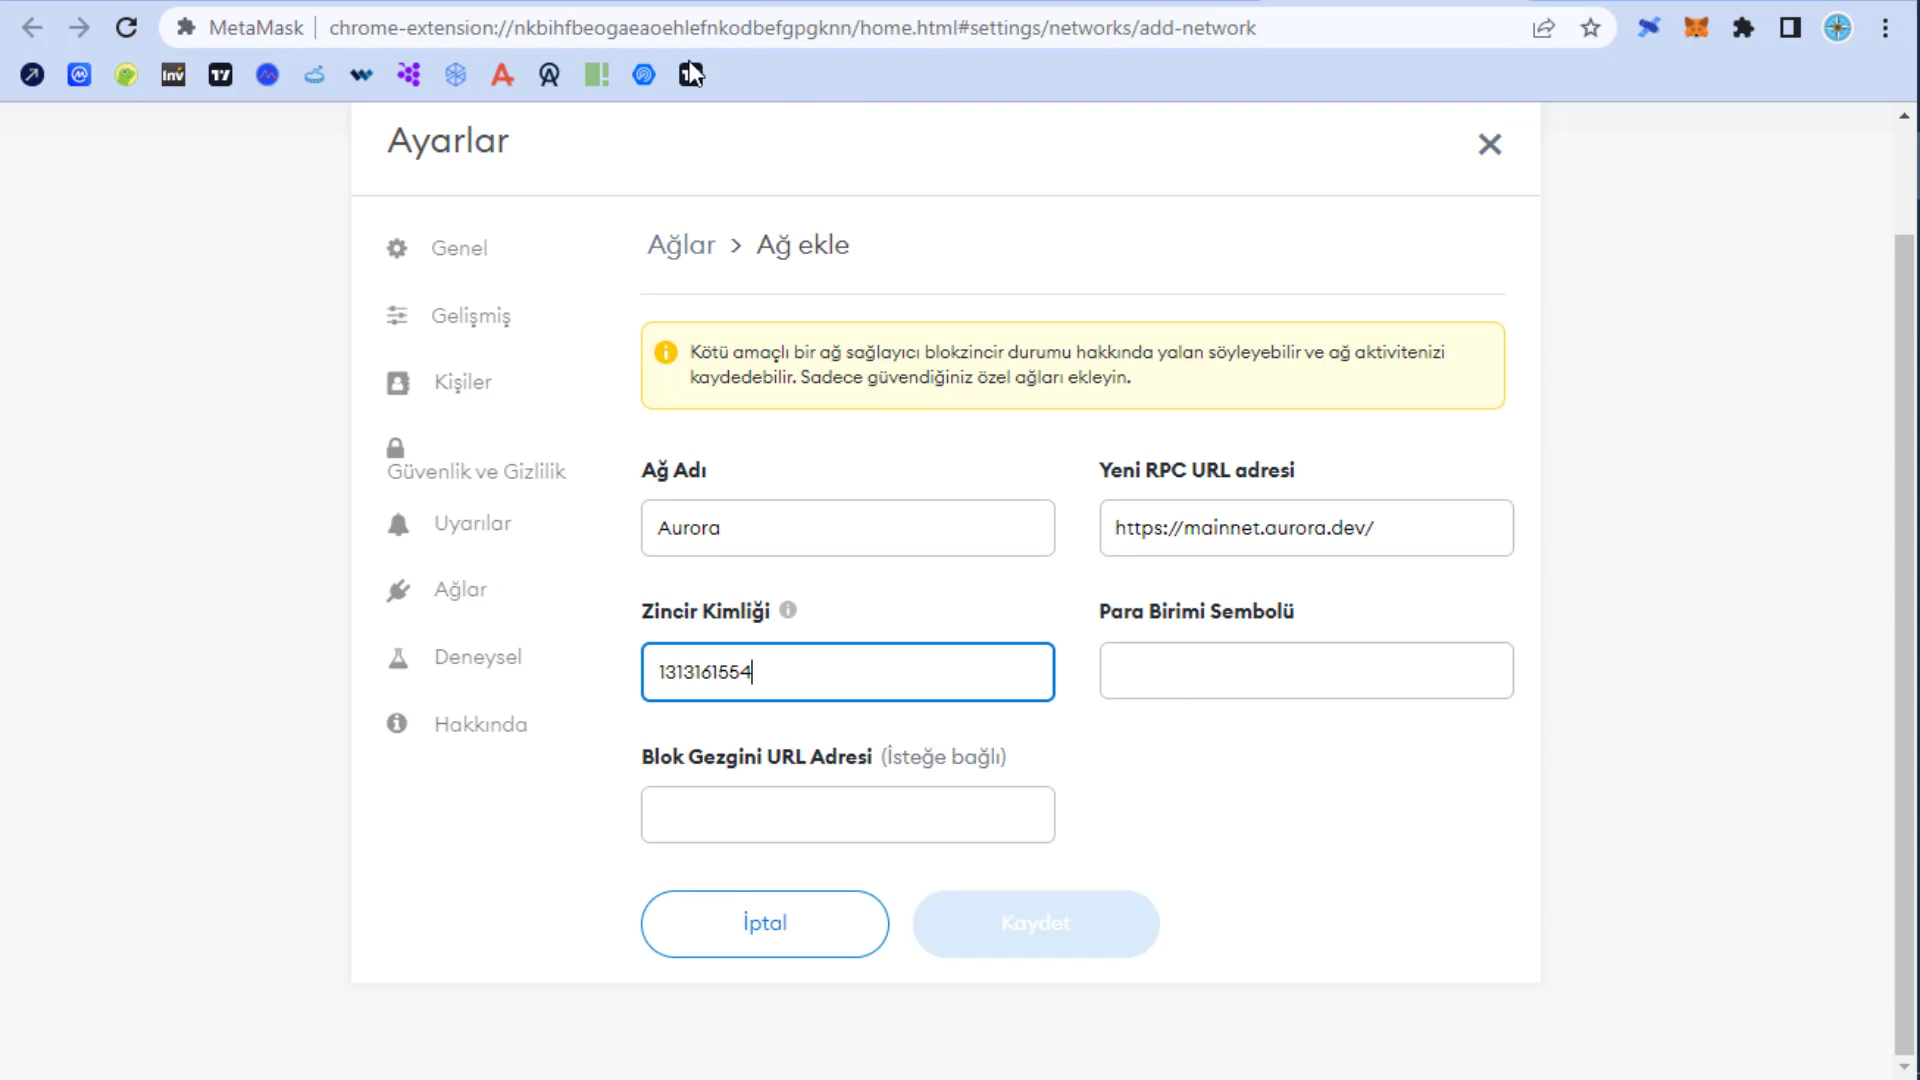 MetaMask
chrome-extension://nkbihfbeogaeaoehlefnkodbefgpgknn/home.html#settings/networks/add-network
Inv
Ayarlar
Genel
Gelişmiş
Kişiler
Güvenlik ve Gizlilik
Uyarılar
Ağlar
Deneysel
Hakkında
Ağlar > Ağ ekle
Kötü amaçlı bir ağ sağlayıcı blokzincir durumu hakkında yalan söyleyebilir ve ağ aktivitenizi
kaydedebilir. Sadece güvendiğiniz özel ağları ekleyin.
Ağ Adı
Aurora
Yeni RPC URL adresi
https://mainnet.aurora.dev/
Zincir Kimliği
1313161554
Para Birimi Sembolü
Blok Gezgini URL Adresi (İsteğe bağlı)
İptal
Kaydet